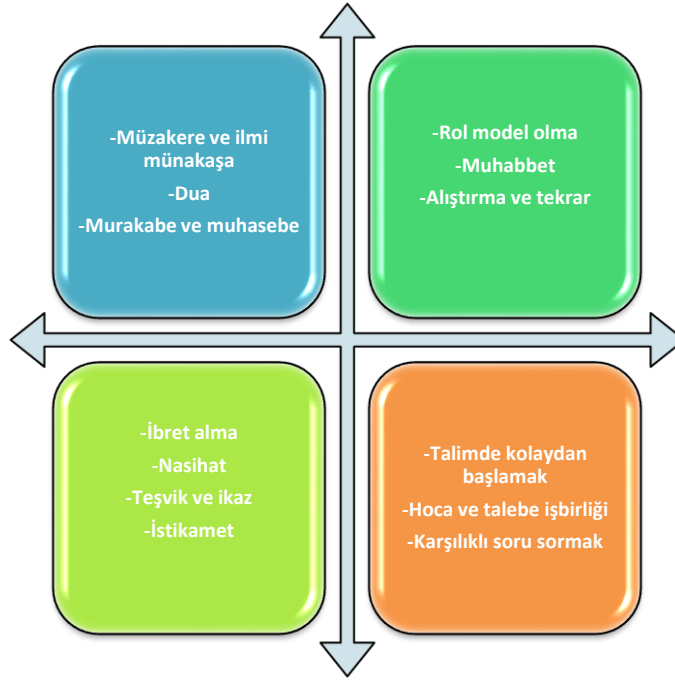 -Müzakere ve ilmi
münakaşa
-Dua
-Murakabe ve muhasebe
-Rol model olma
-Muhabbet
-Alıştırma ve tekrar
-İbret alma
-Nasihat
-Teşvik ve ikaz
-İstikamet
-Talimde kolaydan
başlamak
-Hoca ve talebe işbirliği
-Karşılıklı soru sormak